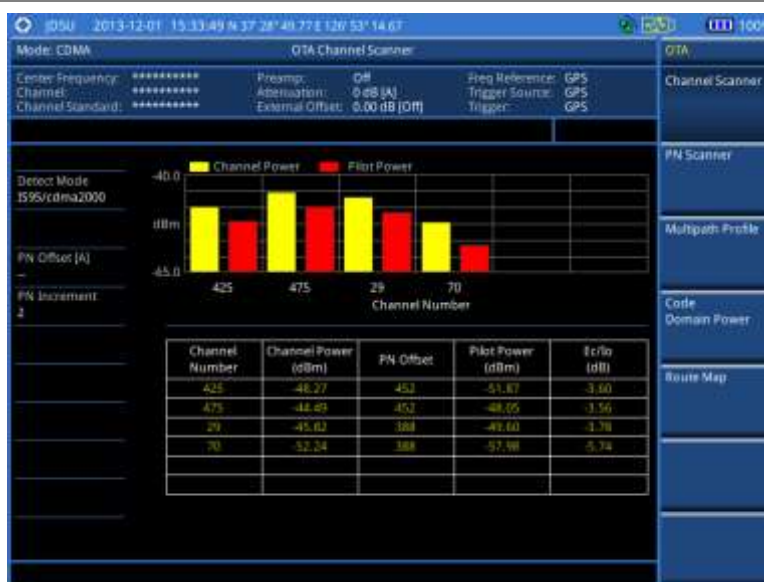 JDSU 2013-12-01 15:33:49 N 37° 28' 49.77 E 126° 53' 14.67 100%
Mode: CDMA OTA Channel Scanner OTA
Center Frequency: ********** Preamp: Off Freq Reference: GPS
Channel: ********** Attenuation: 0 dB [A] Trigger Source: GPS
Channel Standard: ********** External Offset: 0.00 dB [Off] Trigger: GPS
Channel Scanner
PN Scanner
Multipath Profile
Code
Domain Power
Route Map
Detect Mode
IS95/cdma2000
PN Offset [A]
--
PN Increment
2
Channel Power Pilot Power
-40.0
dBm
-65.0
425 475 29 70
Channel Number
Channel Number Channel Power (dBm) PN Offset Pilot Power (dBm) Ec/Io (dB)
425 -48.27 452 -51.87 -3.60
475 -44.49 452 -48.05 -3.56
29 -45.82 388 -49.60 -3.78
70 -52.24 388 -57.98 -5.74